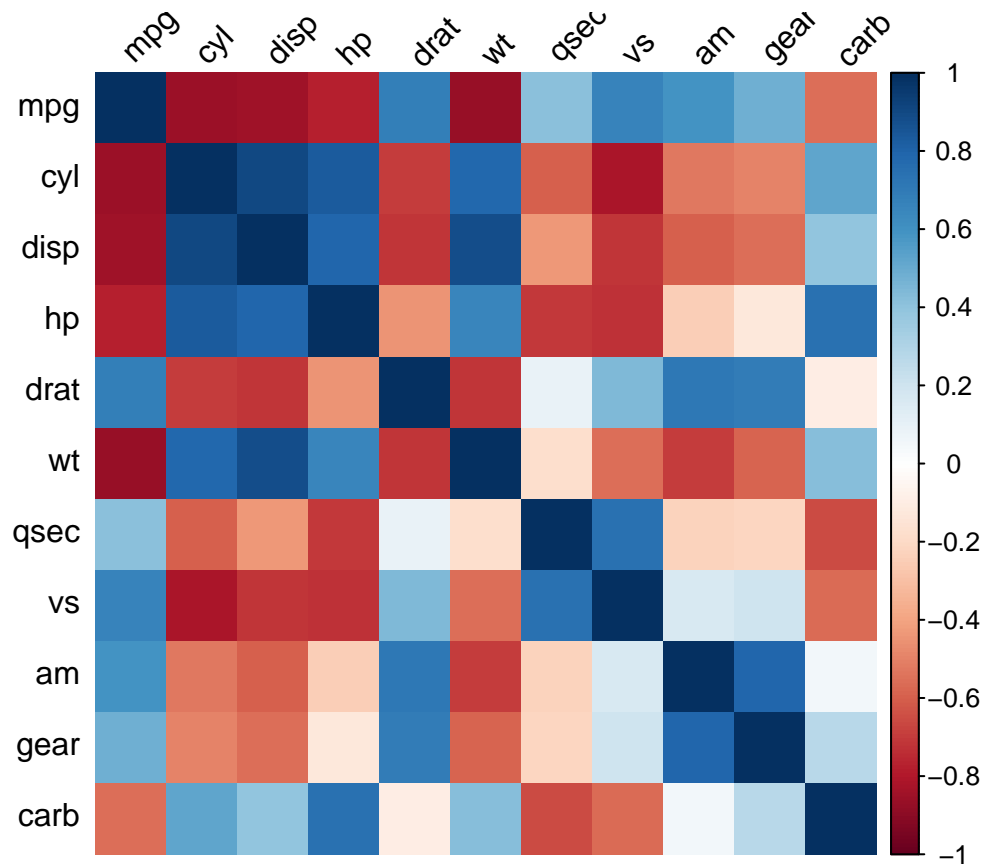 mpg cyl disp hp drat wt qsec vs am gear carb
mpg
cyl
disp
hp
drat
wt
qsec
vs
am
gear
carb
1
0.8
0.6
0.4
0.2
0
−0.2
−0.4
−0.6
−0.8
−1